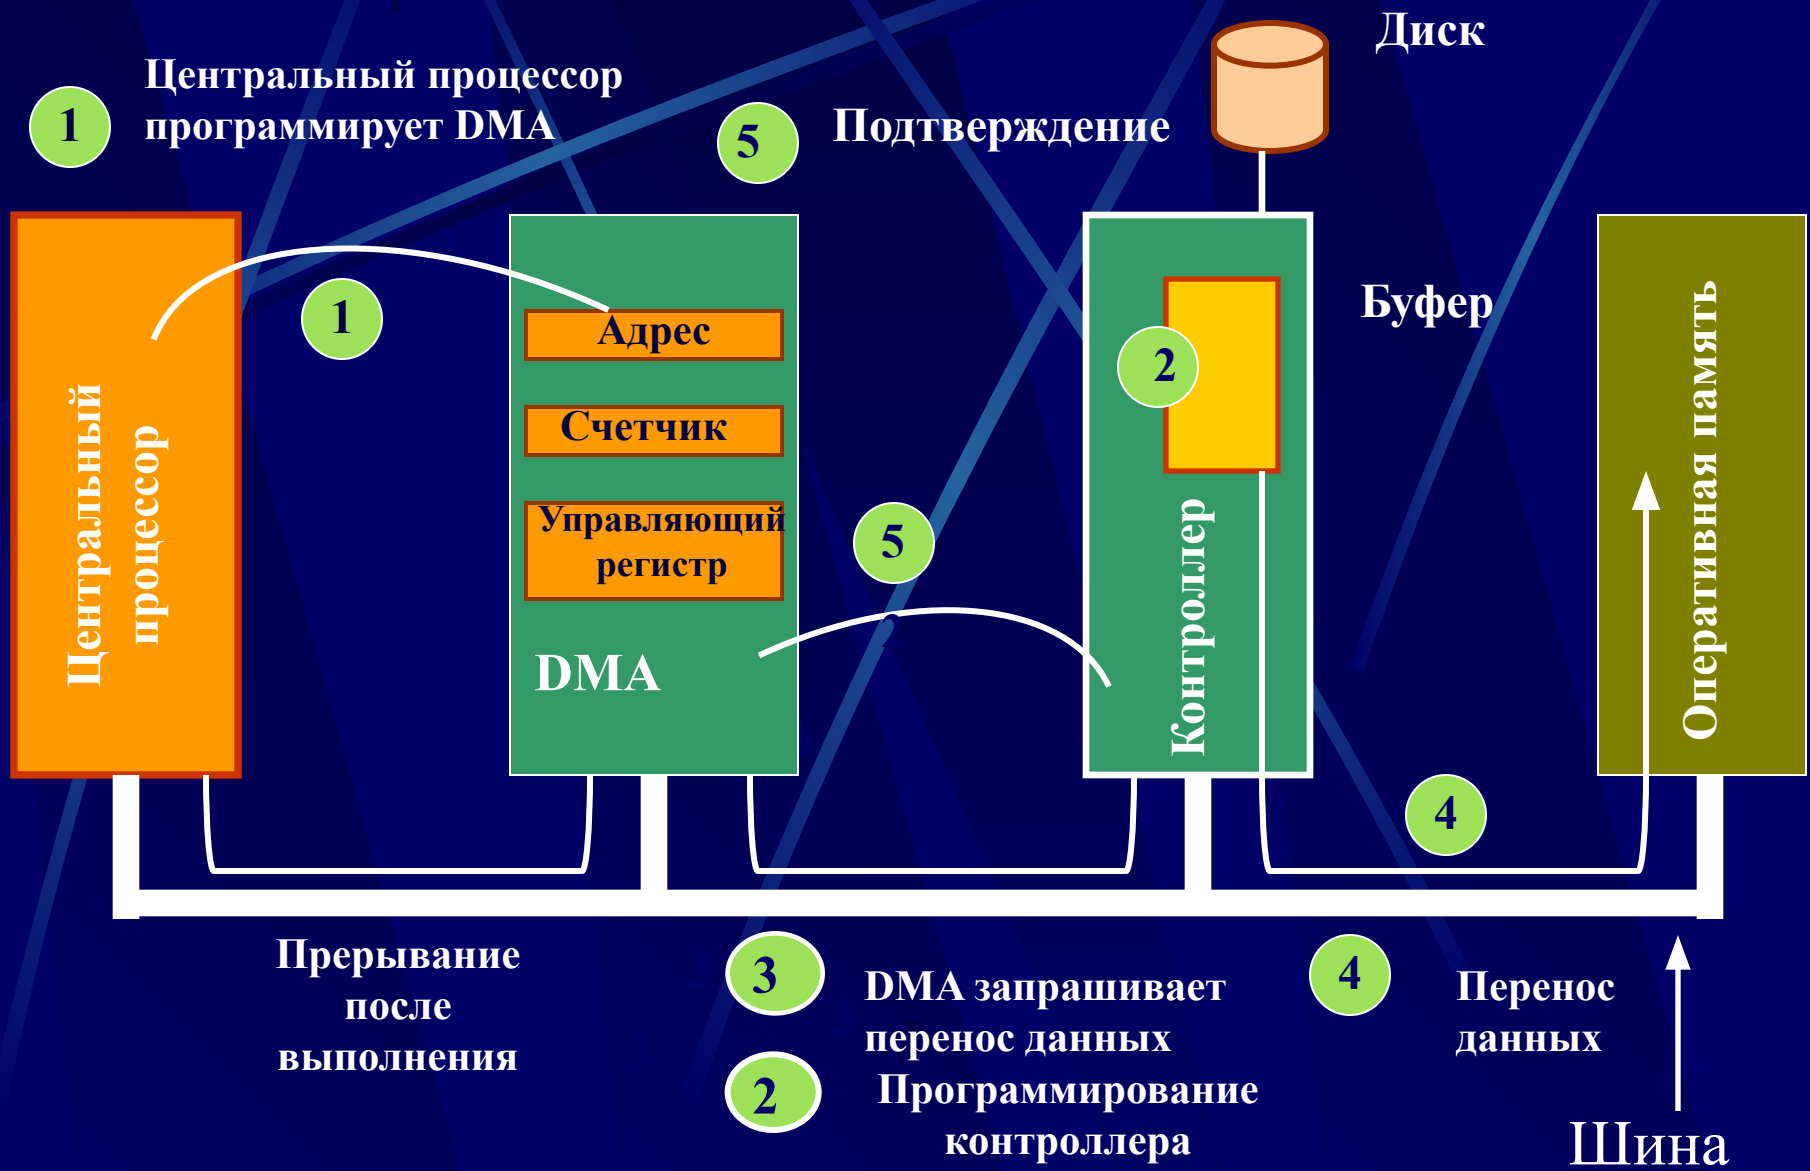 Диск
1
Центральный процессор
программирует DMA
5
Подтверждение
Буфер
1
Адрес
Счетчик
Управляющий
регистр
DMA
Центральный
процессор
2
5
2
Контроллер
Оперативная память
4
Прерывание
после
выполнения
3
DMA запрашивает
перенос данных
2
Программирование
контроллера
4
Перенос
данных
Шина